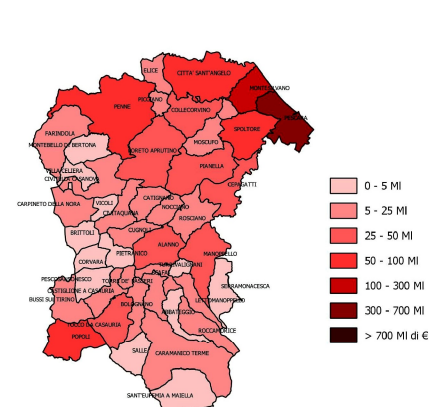 ELICE
CITTA' SANT'ANGELO
MONTESILVANO
PICCIANO
PENNE
COLLECORVINO
SPOLTORE
PARINDOLA
MOSCUFO
MONTEBELLO DI BERTONA
LORETO APRUTINO
PIANELLA
VILLA CELIERA
CIVITELLA CASANOVA
CEPAGATTI
CATIGNANO
CARPINETO DELLA NORA
VICOLI
NOCCIANO
CIVITAQUANA
ROSCIANO
CUGNOLI
BRITTOLI
ALANNO
PIETRANICO
MANOPPELLO
CORVARA
TURRIVALIGNANI
SCAFA
PESCOSANSONESCO
TORRE DE' PASSERI
SERRAMONACESCA
CASTIGLIONE A CASAURIA
BUSSI SUL TIRINO
BOLOGNANO
LETTOMANOPPELLO
ABBATEGGIO
TOCCO DA CASAURIA
ROCCAMORICE
POPOLI
SALLE
CARAMANICO TERME
SANT'EUFEMIA A MAIELLA
0 - 5 Ml
5 - 25 Ml
25 - 50 Ml
50 - 100 Ml
100 - 300 Ml
300 - 700 Ml
> 700 Ml di €